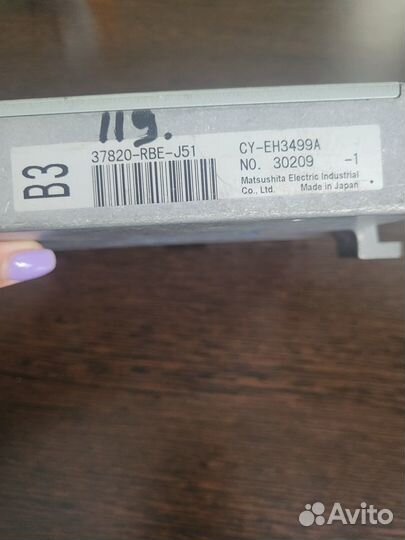 119.
B3
37820-RBE-J51
CY-EH3499A
NO. 30209 -1
Matsushita Electric Industrial
Co., Ltd. Made in Japan
Avito